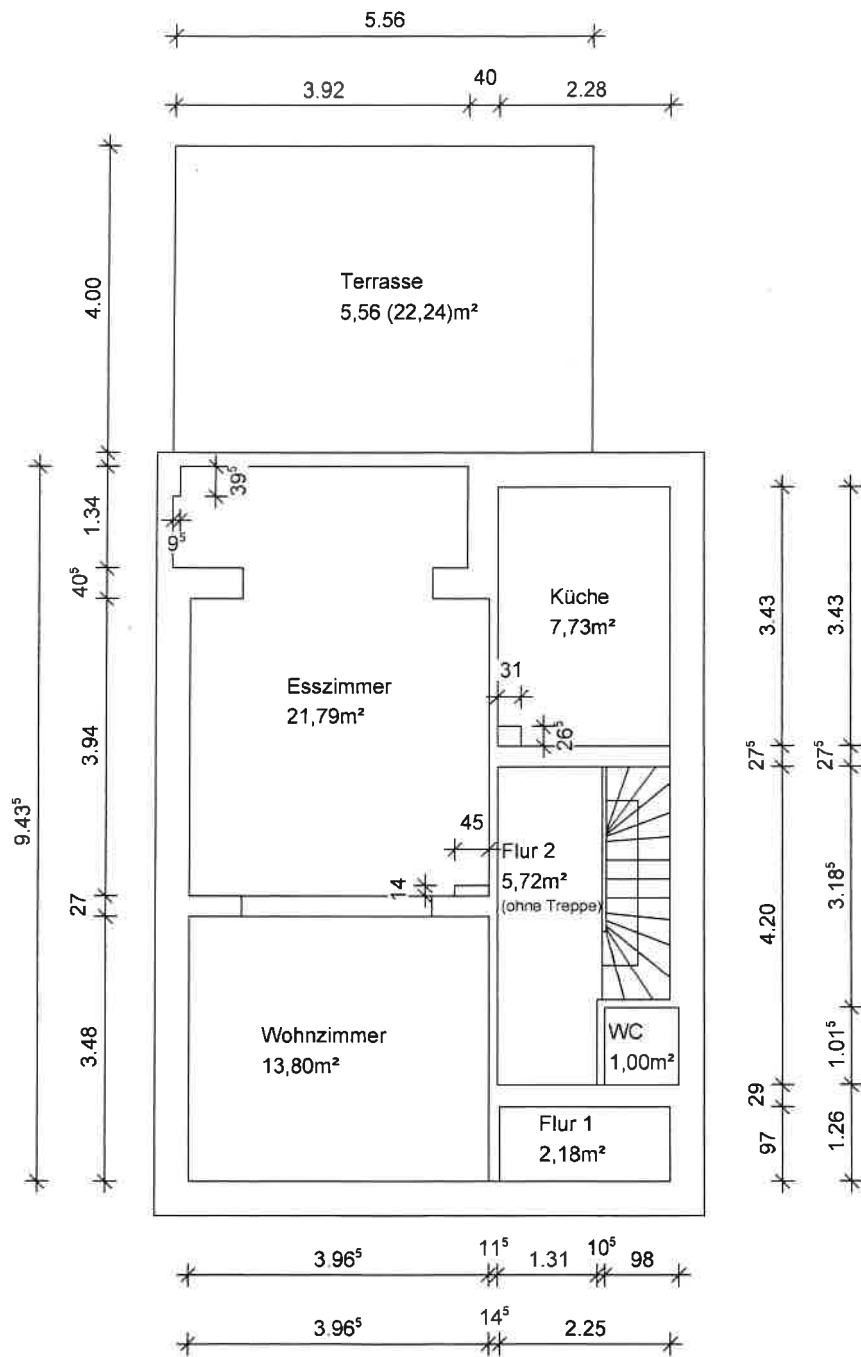 5.56
3.92
40
2.28
4.00
Terrasse
5,56 (22,24)m²
39⁵
1.34
9⁵
40⁵
Küche
7,73m²
3.43
3.43
31
Esszimmer
21,79m²
26⁵
27⁵
27⁵
3.94
9.43⁵
45
Flur 2
5,72m²
(ohne Treppe)
14
27
4.20
3.18⁵
Wohnzimmer
13,80m²
3.48
WC
1,00m²
1.01⁵
29
Flur 1
2,18m²
97
1.26
3.96⁵
11⁵
1.31
10⁵
98
3.96⁵
14⁵
2.25